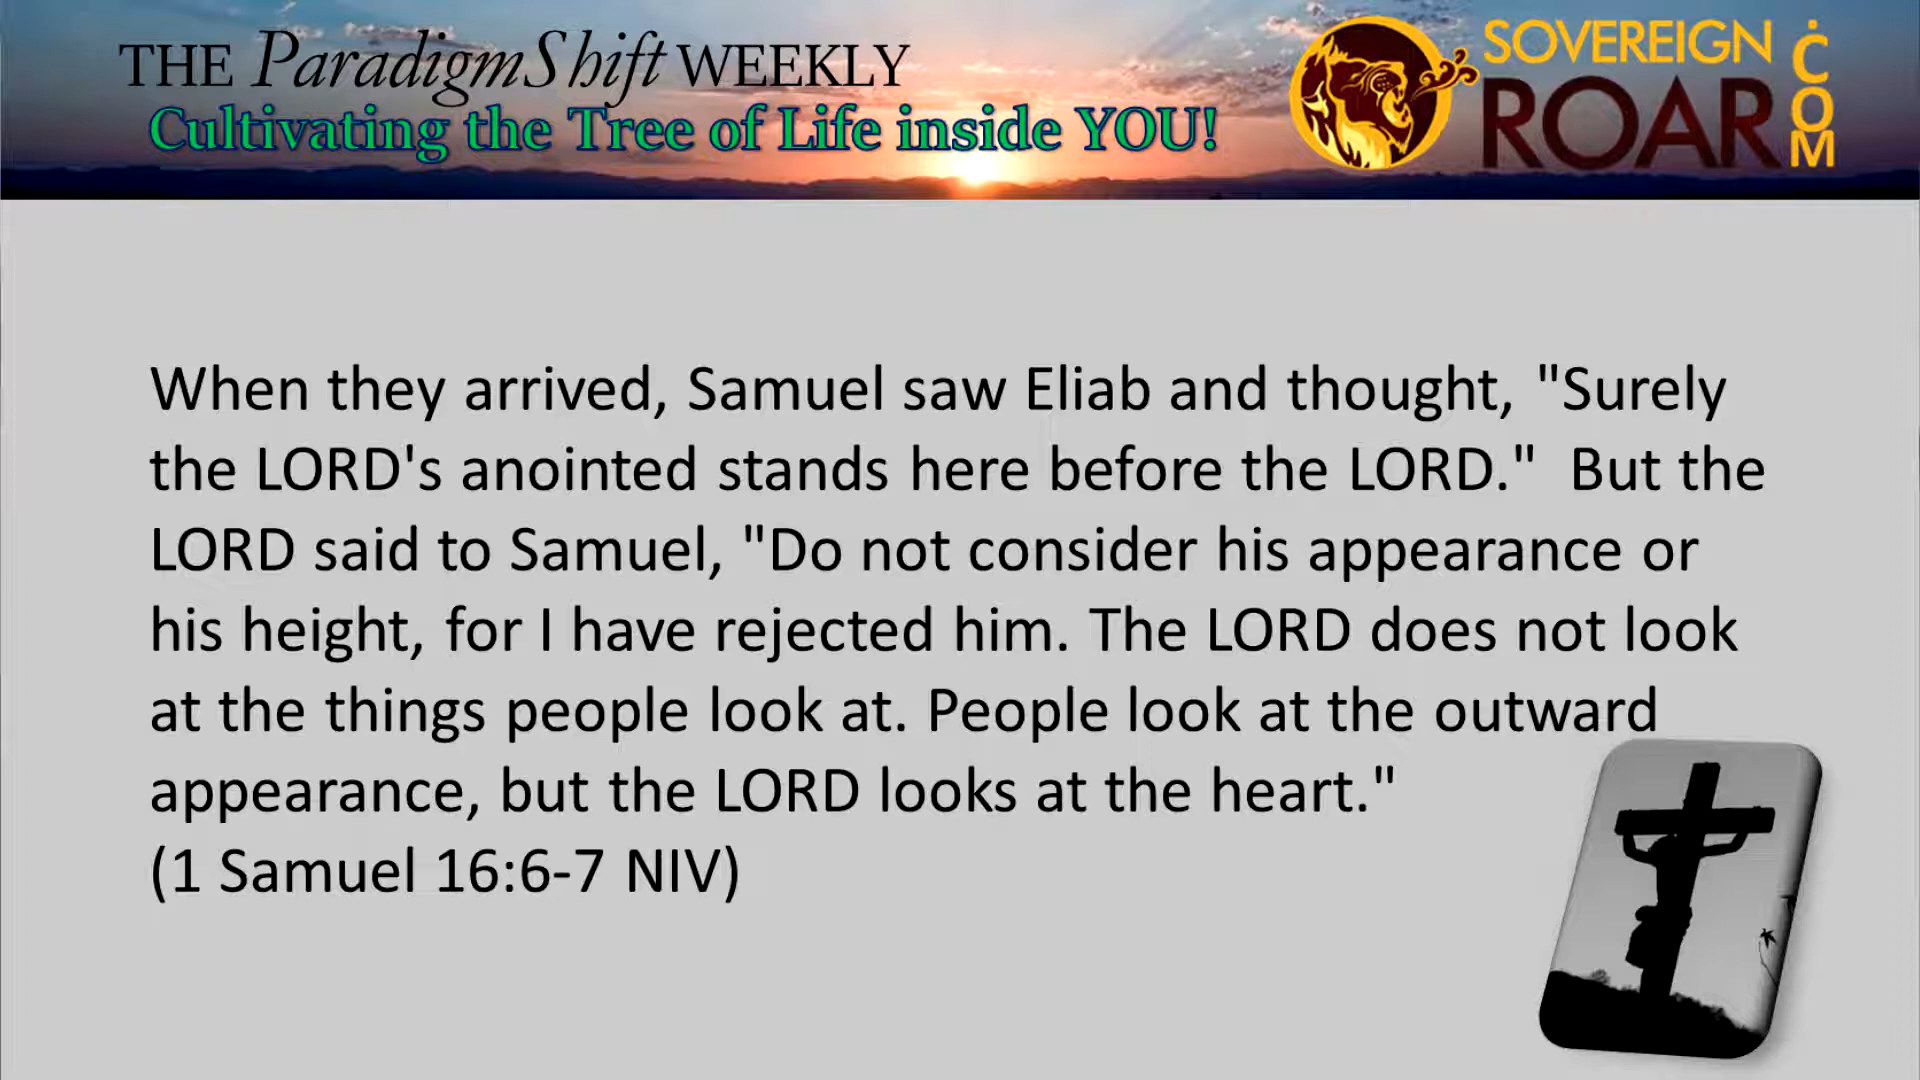 THE ParadigmShift WEEKLY
Cultivating the Tree of Life inside YOU!
SOVEREIGN
ROAR
.COM
When they arrived, Samuel saw Eliab and thought, "Surely
the LORD's anointed stands here before the LORD."  But the
LORD said to Samuel, "Do not consider his appearance or
his height, for I have rejected him. The LORD does not look
at the things people look at. People look at the outward
appearance, but the LORD looks at the heart."
(1 Samuel 16:6-7 NIV)